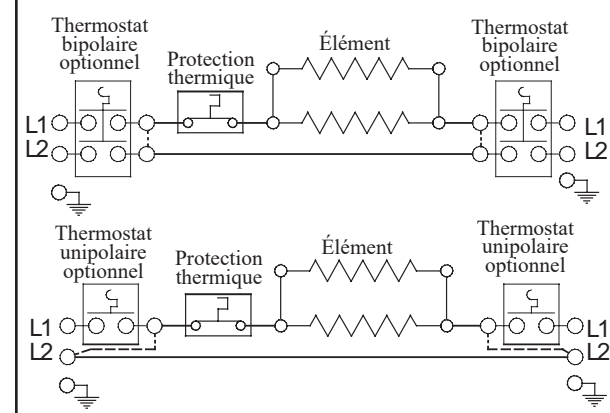 Thermostat
bipolaire
optionnel
Protection
thermique
Élément
Thermostat
bipolaire
optionnel
L1
L2
L1
L2
Thermostat
unipolaire
optionnel
Protection
thermique
Élément
Thermostat
unipolaire
optionnel
L1
L2
L1
L2